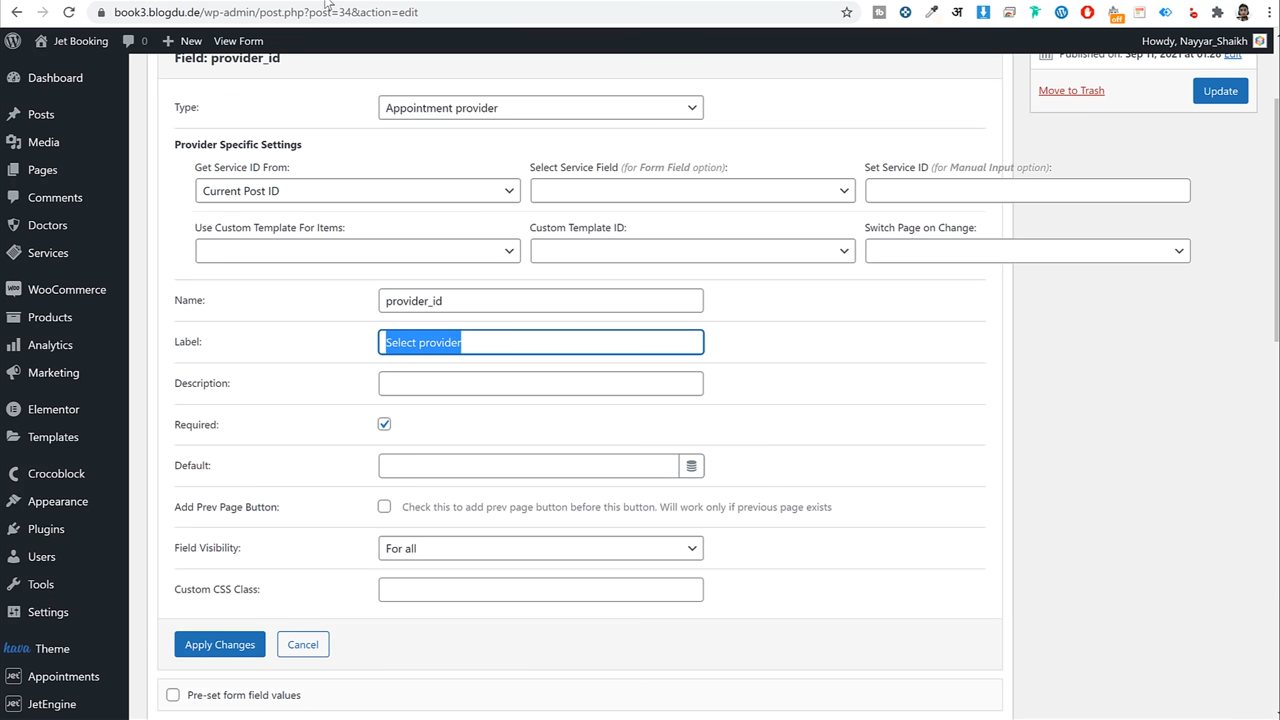 book3.blogdu.de/wp-admin/post.php?post=34&action=edit
off
Jet Booking
0
New
View Form
Howdy, Nayyar_Shaikh
Dashboard
Posts
Media
Pages
Comments
Doctors
Services
WooCommerce
Products
Analytics
Marketing
Elementor
Templates
Crocoblock
Appearance
Plugins
Users
Tools
Settings
kava Theme
Appointments
JetEngine
Field: provider_id
Type:
Appointment provider
Provider Specific Settings
Get Service ID From:
Select Service Field (for Form Field option):
Set Service ID (for Manual Input option):
Current Post ID
Use Custom Template For Items:
Custom Template ID:
Switch Page on Change:
Name:
provider_id
Label:
Select provider
Description:
Required:
Default:
Add Prev Page Button:
Check this to add prev page button before this button. Will work only if previous page exists
Field Visibility:
For all
Custom CSS Class:
Apply Changes
Cancel
Pre-set form field values
Published on: Sep 11, 2021 at 01:26 Edit
Move to Trash
Update